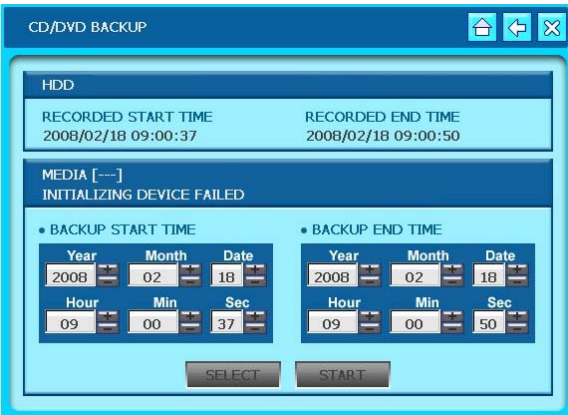 CD/DVD BACKUP
HDD
RECORDED START TIME RECORDED END TIME
2008/02/18 09:00:37 2008/02/18 09:00:50
MEDIA [---]
INITIALIZING DEVICE FAILED
• BACKUP START TIME • BACKUP END TIME
Year Month Date Year Month Date
2008 02 18 2008 02 18
Hour Min Sec Hour Min Sec
09 00 37 09 00 50
SELECT START